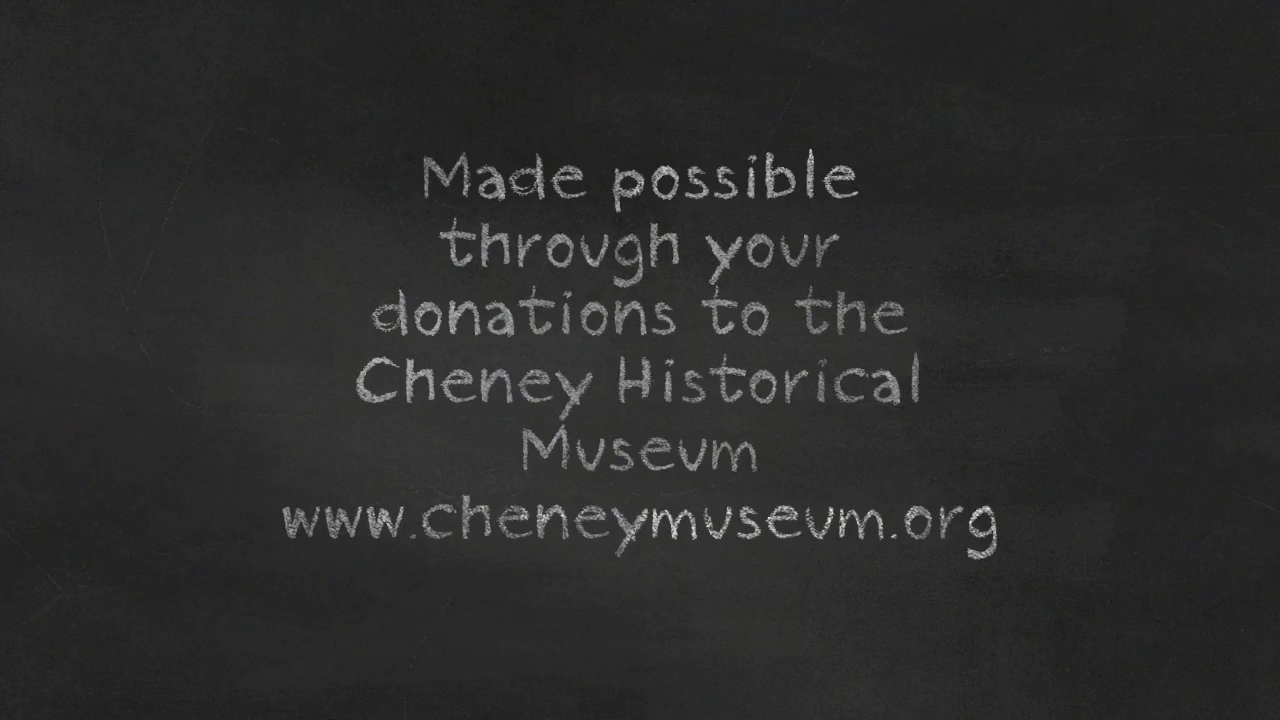 Made possible
through your
donations to the
Cheney Historical
Museum
www.cheneymuseum.org